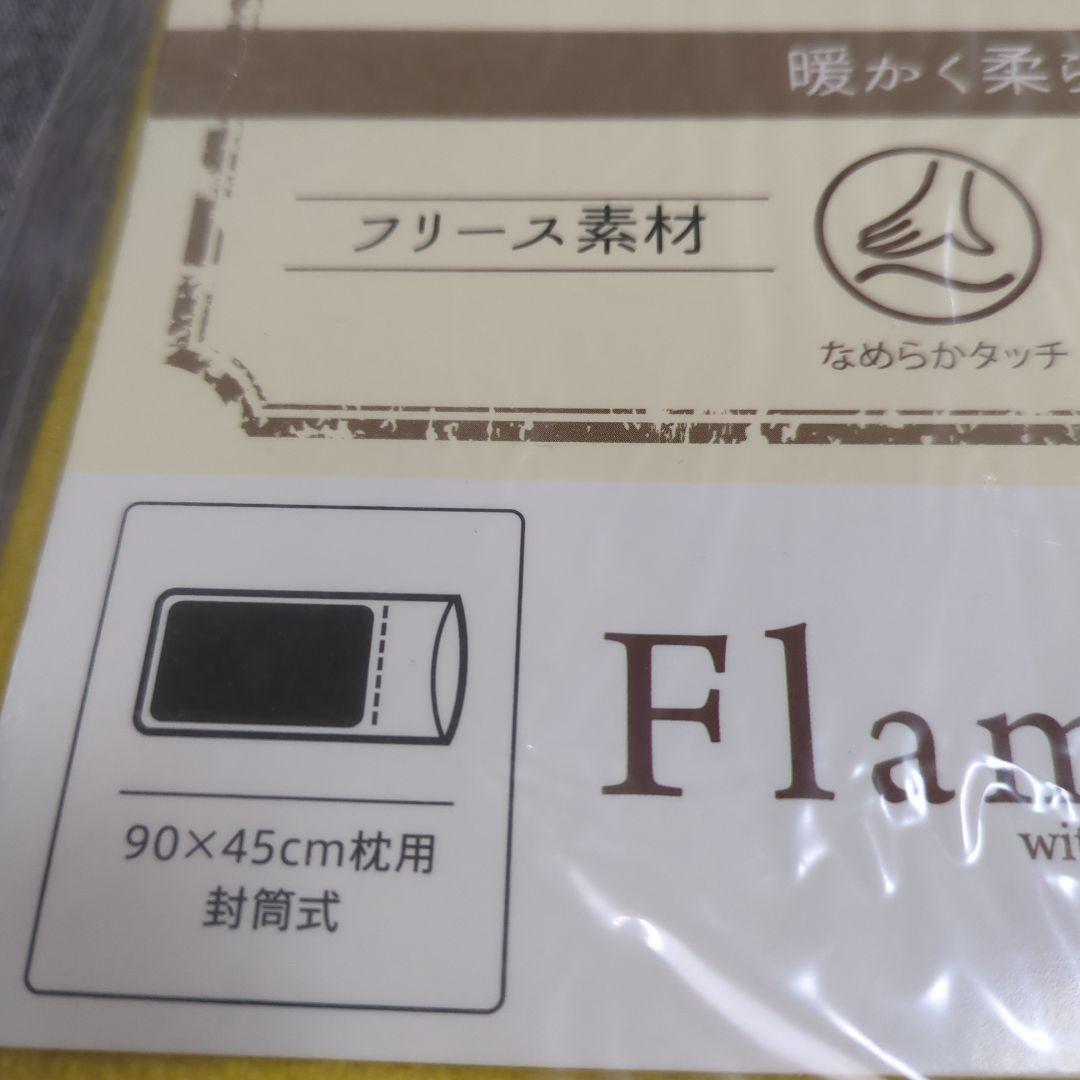 暖かく柔ら
フリース素材
なめらかタッチ
90×45cm枕用
封筒式
Flam
wit